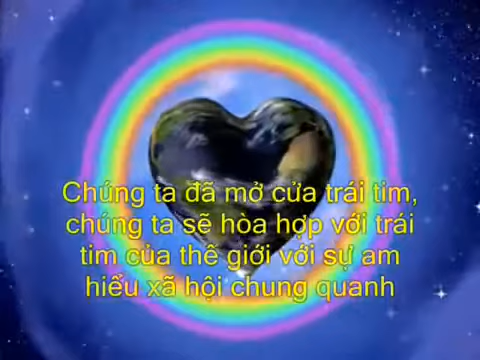 Chúng ta đã mở cửa trái tim,
chúng ta sẽ hòa hợp với trái
tim của thế giới với sự am
hiểu xã hội chung quanh